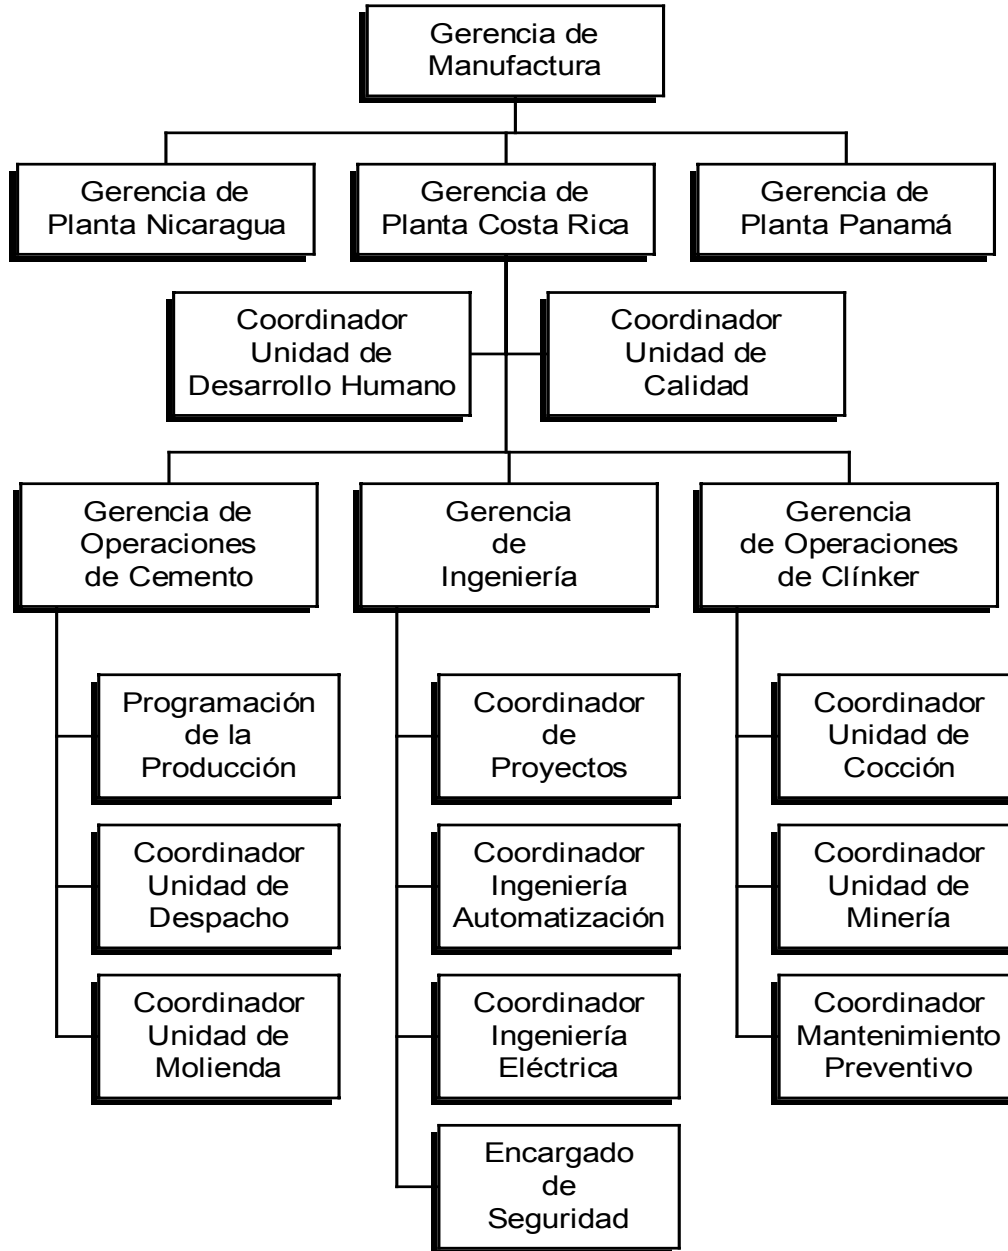 Gerencia de
Manufactura
Gerencia de
Planta Nicaragua
Gerencia de
Planta Costa Rica
Gerencia de
Planta Panamá
Coordinador
Unidad de
Desarrollo Humano
Coordinador
Unidad de
Calidad
Gerencia de
Operaciones
de Cemento
Gerencia
de
Ingeniería
Gerencia
de Operaciones
de Clínker
Programación
de la
Producción
Coordinador
de
Proyectos
Coordinador
Unidad de
Cocción
Coordinador
Unidad de
Despacho
Coordinador
Ingeniería
Automatización
Coordinador
Unidad de
Minería
Coordinador
Unidad de
Molienda
Coordinador
Ingeniería
Eléctrica
Coordinador
Mantenimiento
Preventivo
Encargado
de
Seguridad